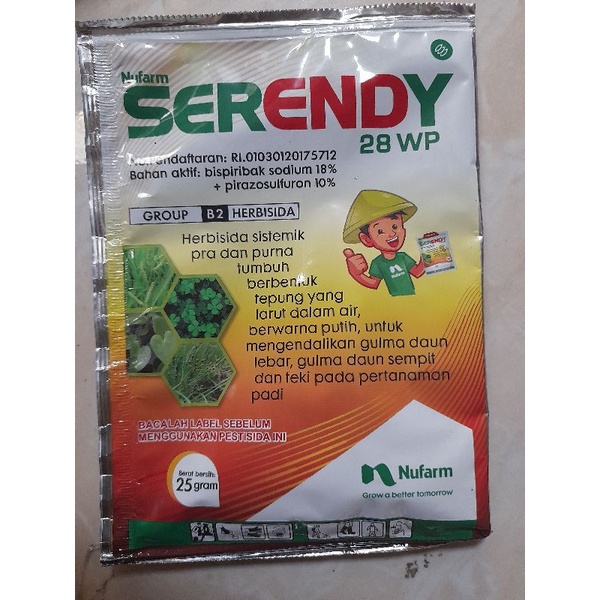 Nufarm
SERENDY
28 WP
pendaftaran: RI.01030120175712
Bahan aktif: bispiribak sodium 18%
+ pirazosulfuron 10%
GROUP B2 HERBISIDA
Herbisida sistemik
pra dan purna
tumbuh
berbentuk
tepung yang
larut dalam air,
berwarna putih, untuk
mengendalikan gulma daun
lebar, gulma daun sempit
dan teki pada pertanaman
padi
SERENDY
Nufarm
BACALAH LABEL SEBELUM
MENGGUNAKAN PESTISIDA INI
Berat bersih:
25 gram
Nufarm
Grow a better tomorrow